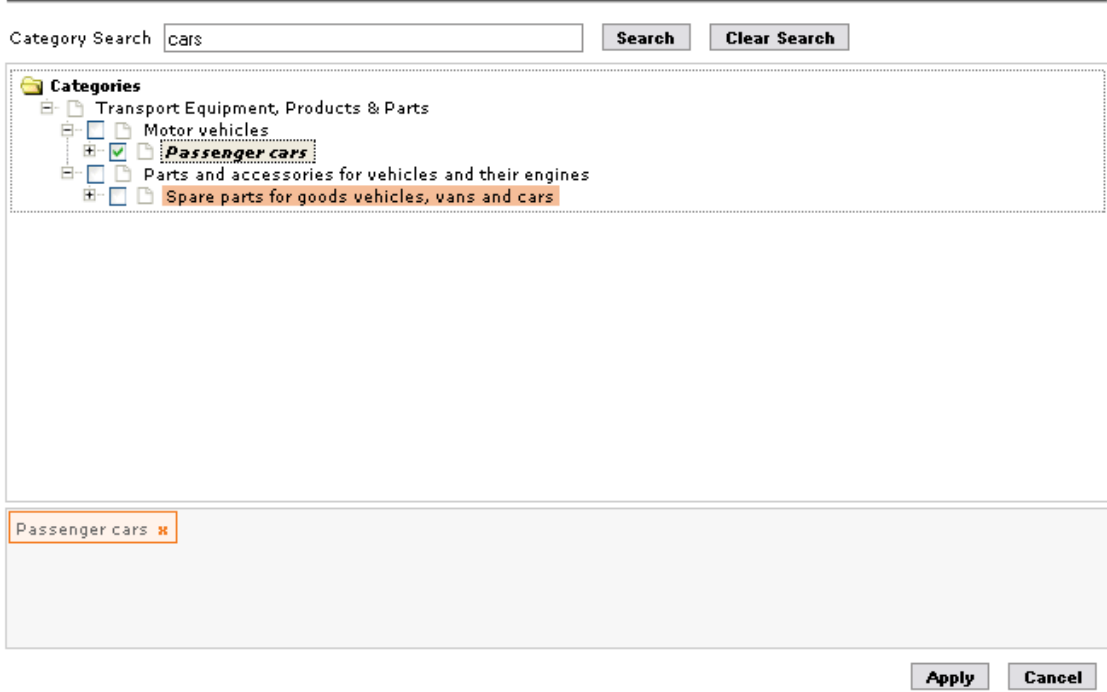 Category Search cars Search Clear Search
Categories
Transport Equipment, Products & Parts
Motor vehicles
Passenger cars
Parts and accessories for vehicles and their engines
Spare parts for goods vehicles, vans and cars
Passenger cars x
Apply Cancel